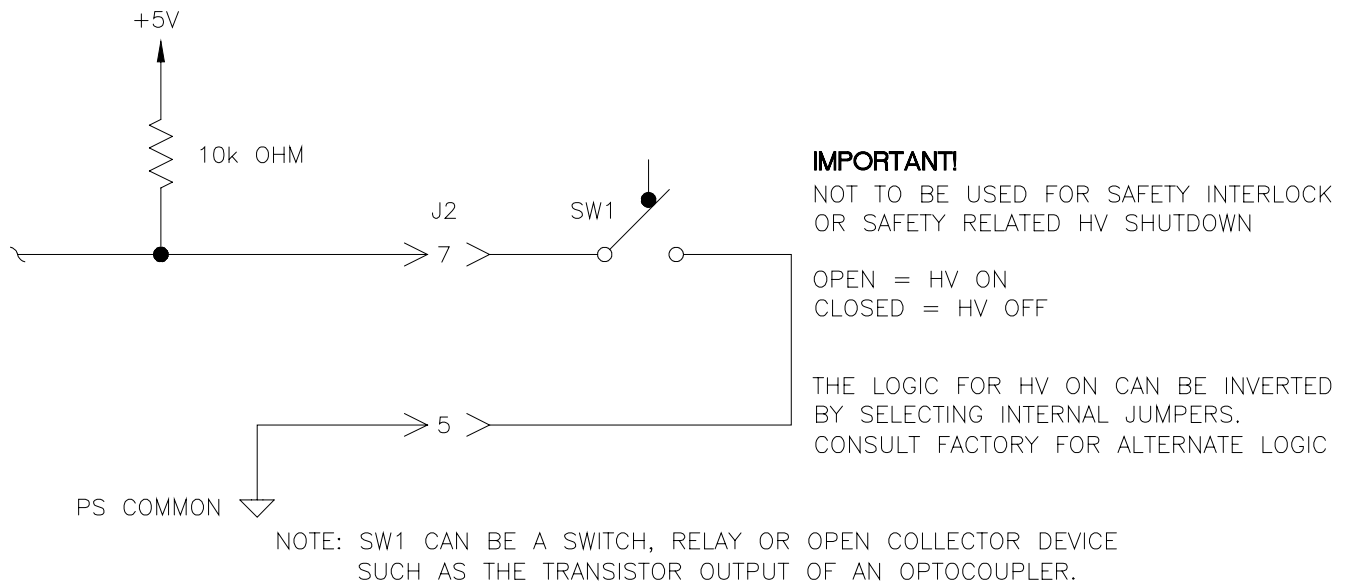 +5V
10k OHM
IMPORTANT!
NOT TO BE USED FOR SAFETY INTERLOCK
OR SAFETY RELATED HV SHUTDOWN
J2
SW1
7
OPEN = HV ON
CLOSED = HV OFF
THE LOGIC FOR HV ON CAN BE INVERTED
BY SELECTING INTERNAL JUMPERS.
CONSULT FACTORY FOR ALTERNATE LOGIC
5
PS COMMON
NOTE: SW1 CAN BE A SWITCH, RELAY OR OPEN COLLECTOR DEVICE
SUCH AS THE TRANSISTOR OUTPUT OF AN OPTOCOUPLER.